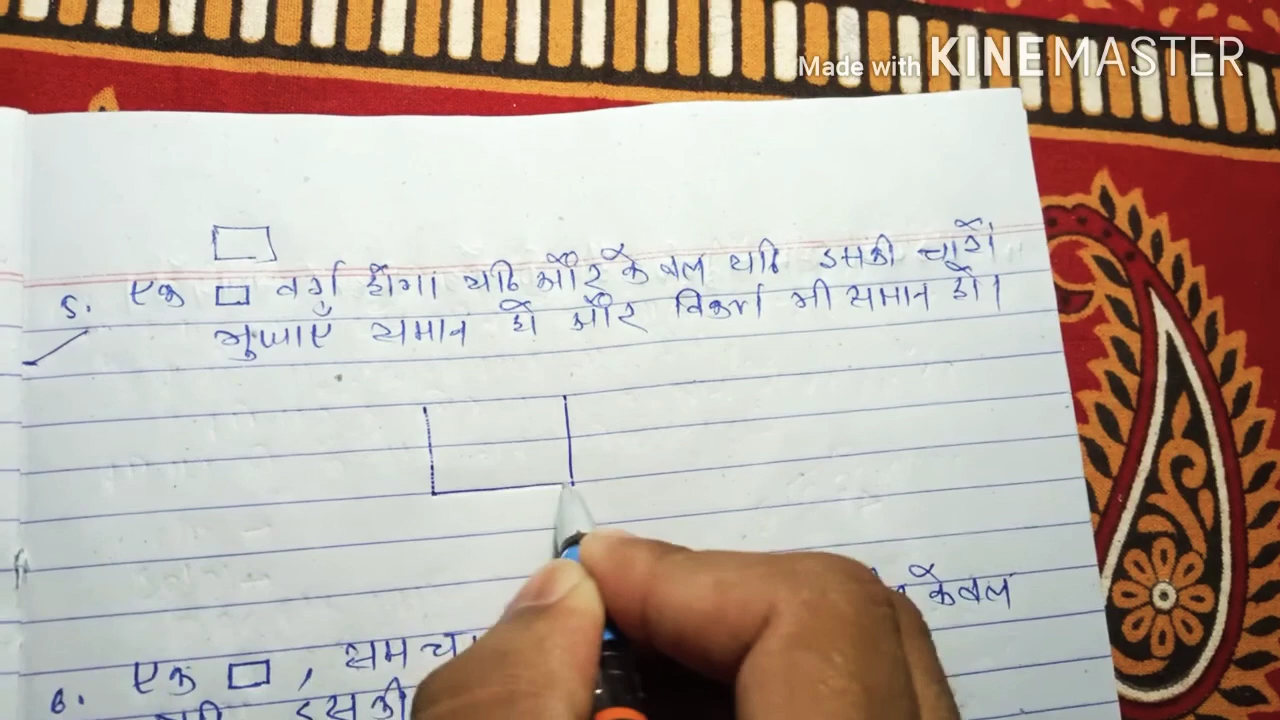 Made with KINEMASTER
5. एक □ वर्ग होगा यदि और केवल यदि इसकी चारों
भुजाएँ समान हो और विकर्ण भी समान हो।
केवल
6. एक □ , समच
इसकी